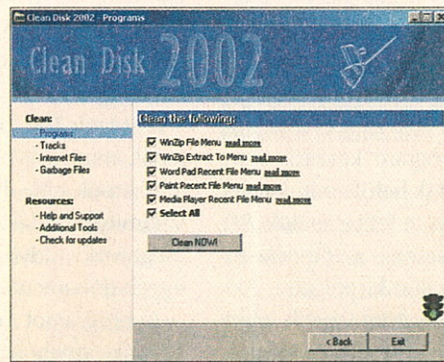 Clean Disk 2002 - Programs
Clean Disk 2002
Clean:
- Programs
- Tracks
- Internet Files
- Garbage Files
Resources:
- Help and Support
- Additional Tools
- Check for updates
Clean the following:
WinZip File Menu read more
WinZip Extract To Menu read more
Word Pad Recent File Menu read more
Paint Recent File Menu read more
Media Player Recent File Menu read more
Select All
Clean NOW!
< Back
Exit